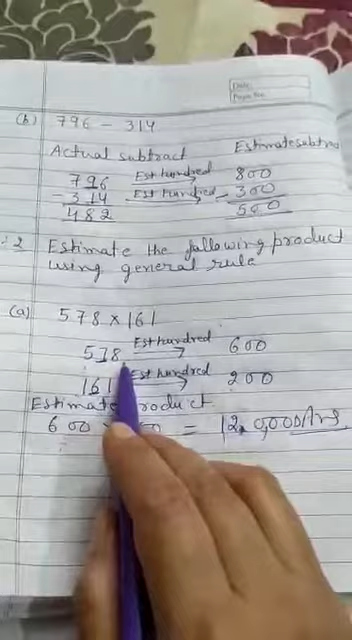 Date
Page No.
(b) 796 - 314
Actual subtract Estimate subtract
796 Est hundred 800
- 314 Est hundred - 300
482 500
:2 Estimate the following product
using general rule
(a) 578 x 161
578 Est hundred 600
161 Est hundred 200
Estimate product
600 = 12,0000 Ans